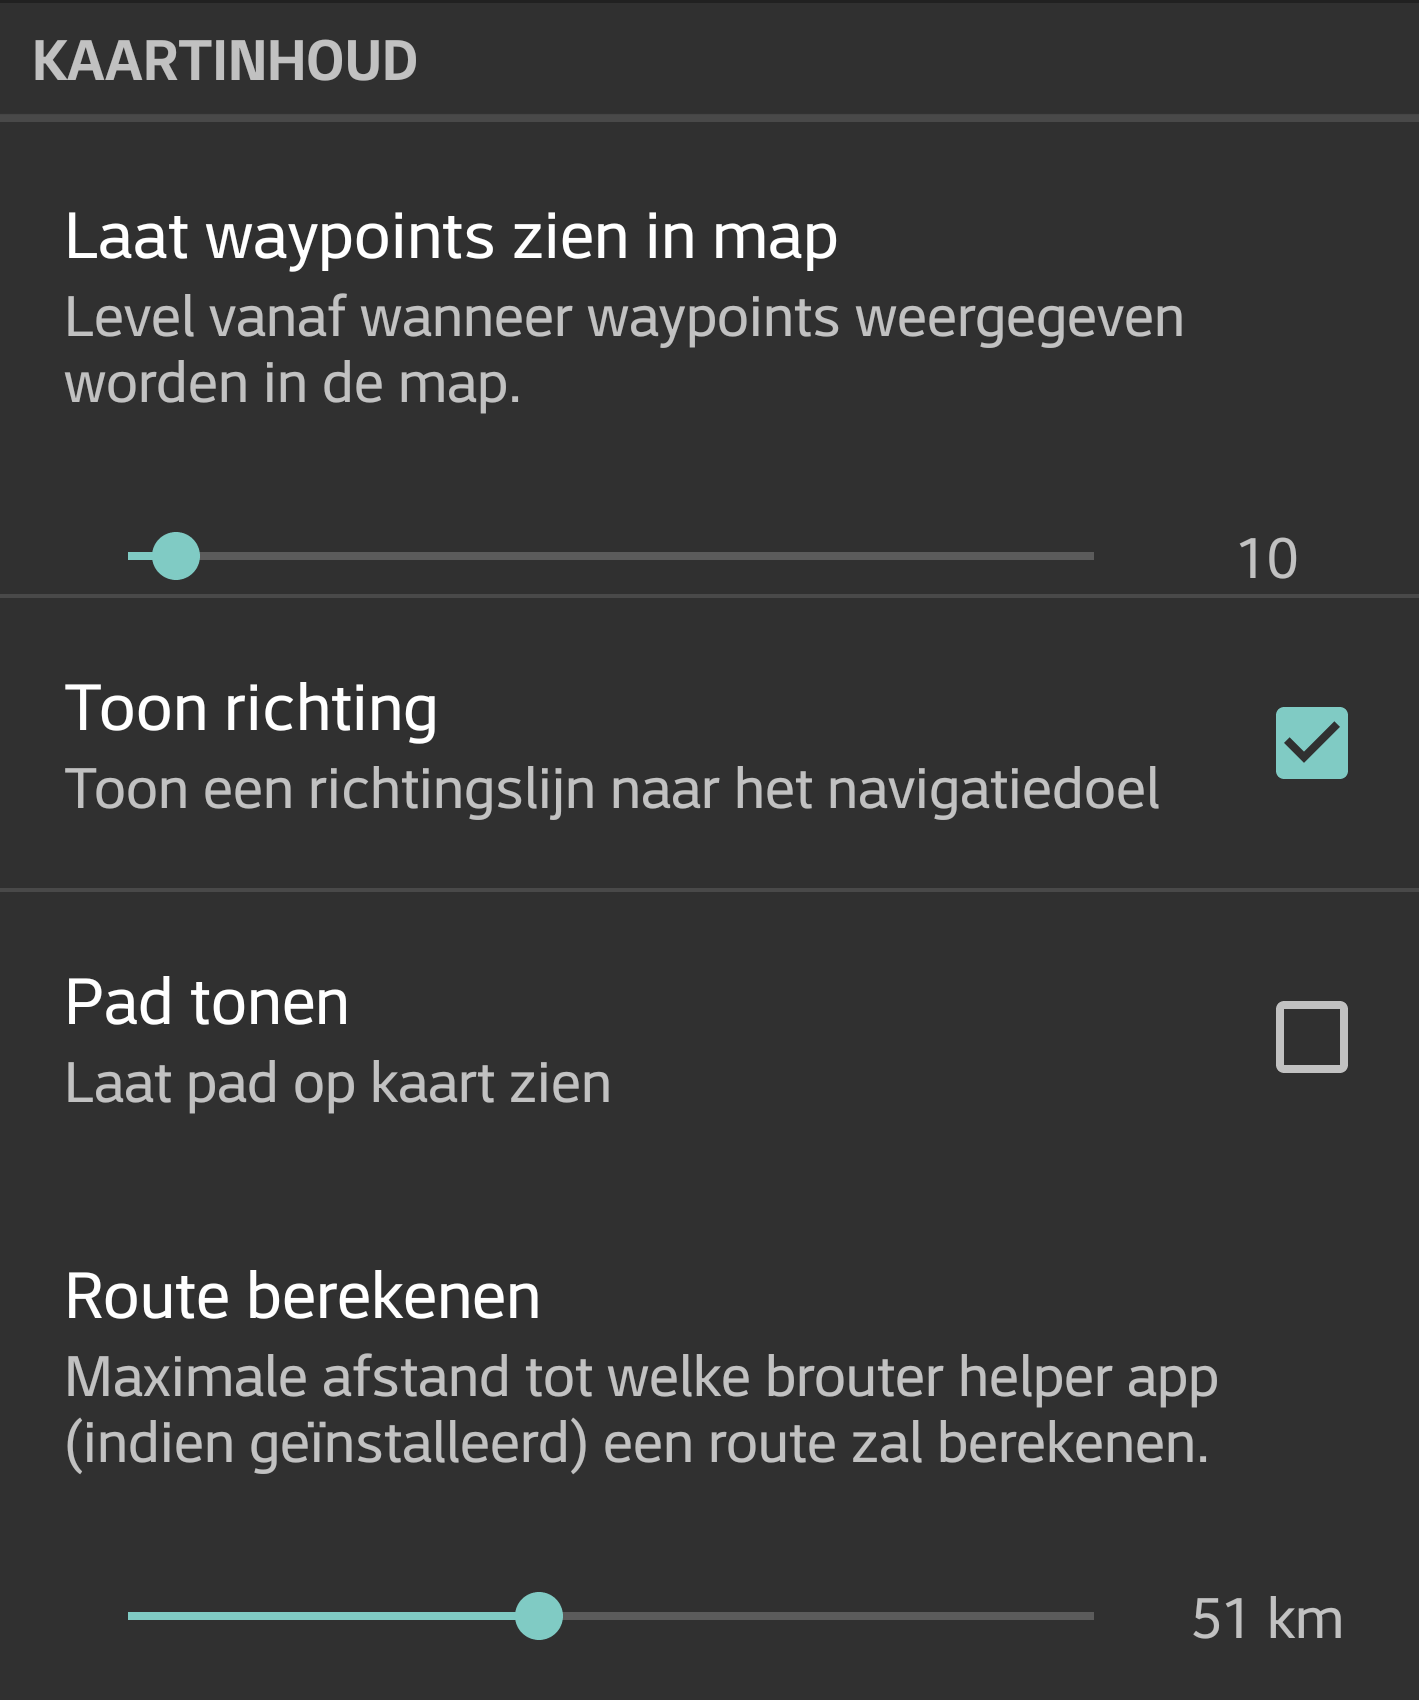 KAARTINHOUD
Laat waypoints zien in map
Level vanaf wanneer waypoints weergegeven
worden in de map.
10
Toon richting
Toon een richtingslijn naar het navigatiedoel
Pad tonen
Laat pad op kaart zien
Route berekenen
Maximale afstand tot welke brouter helper app
(indien geïnstalleerd) een route zal berekenen.
51 km